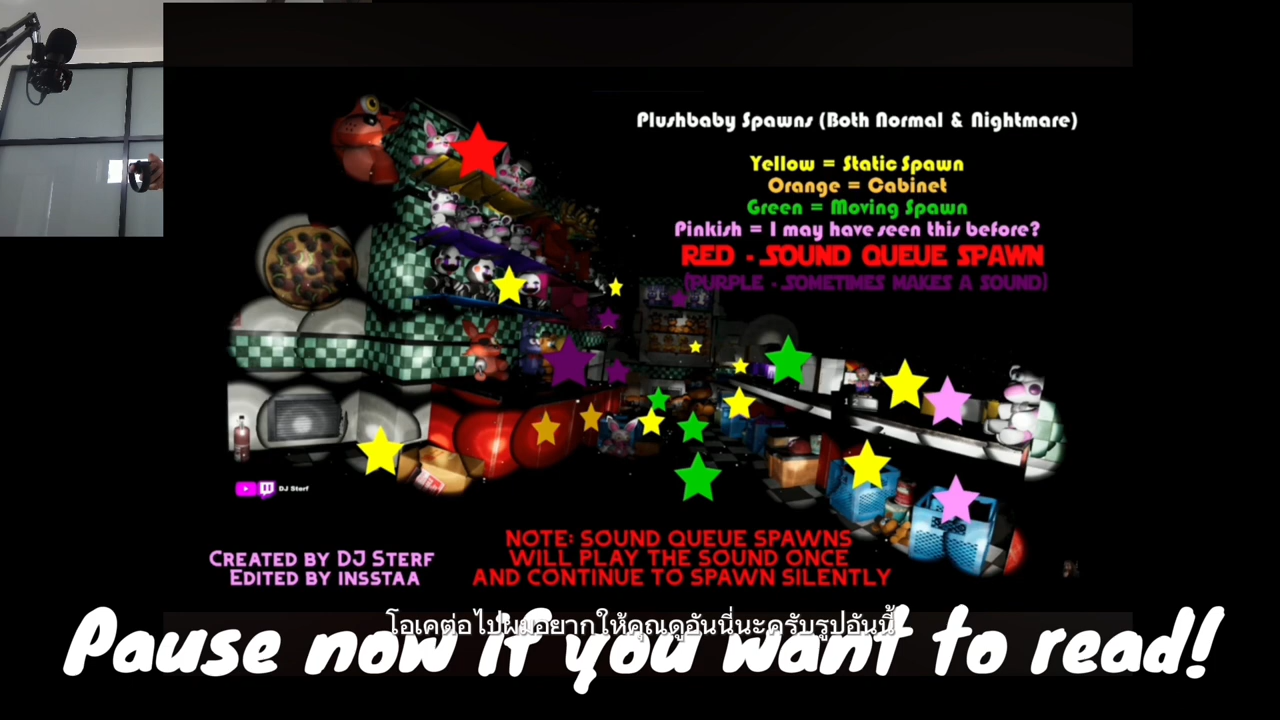 Plushbaby Spawns (Both Normal & Nightmare)
Yellow = Static Spawn
Orange = Cabinet
Green = Moving Spawn
Pinkish = I may have seen this before?
RED - SOUND QUEUE SPAWN
(PURPLE - SOMETIMES MAKES A SOUND)
DJ Sterf
CREATED BY DJ STERF
EDITED BY INSSTAA
NOTE: SOUND QUEUE SPAWNS
WILL PLAY THE SOUND ONCE
AND CONTINUE TO SPAWN SILENTLY
โอเคต่อไปผมอยากให้คุณดูอันนี้นะครับรูปอันนี้
Pause now if you want to read!